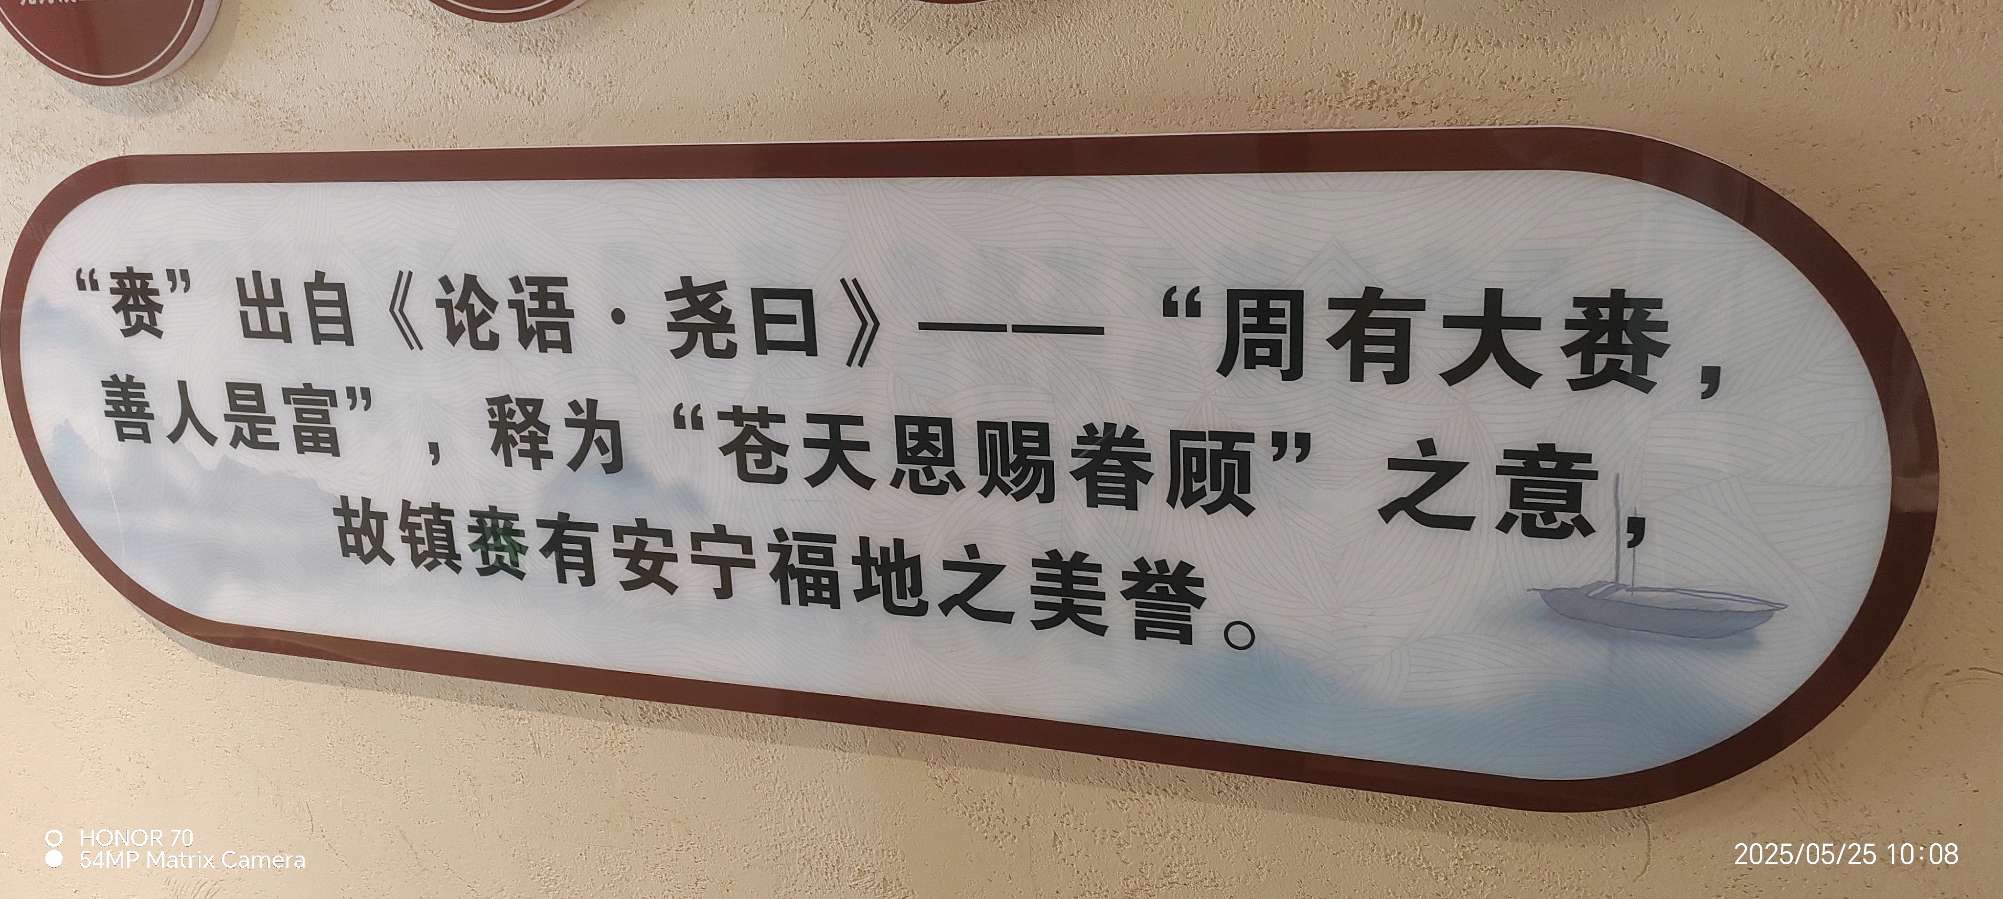 “赉”出自《论语·尧曰》——“周有大赉，
善人是富”，释为“苍天恩赐眷顾”之意，
故镇赉有安宁福地之美誉。
HONOR 70
54MP Matrix Camera
2025/05/25 10:08